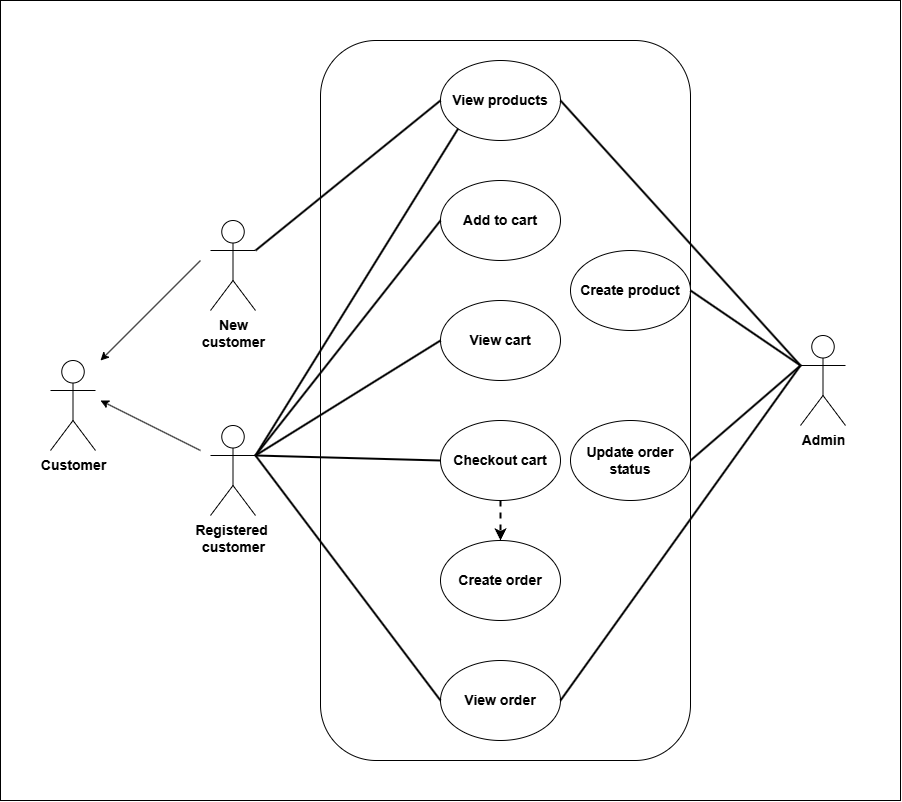 View products
Add to cart
Create product
New
customer
View cart
Customer
Admin
Checkout cart
Update order
status
Registered
customer
Create order
View order